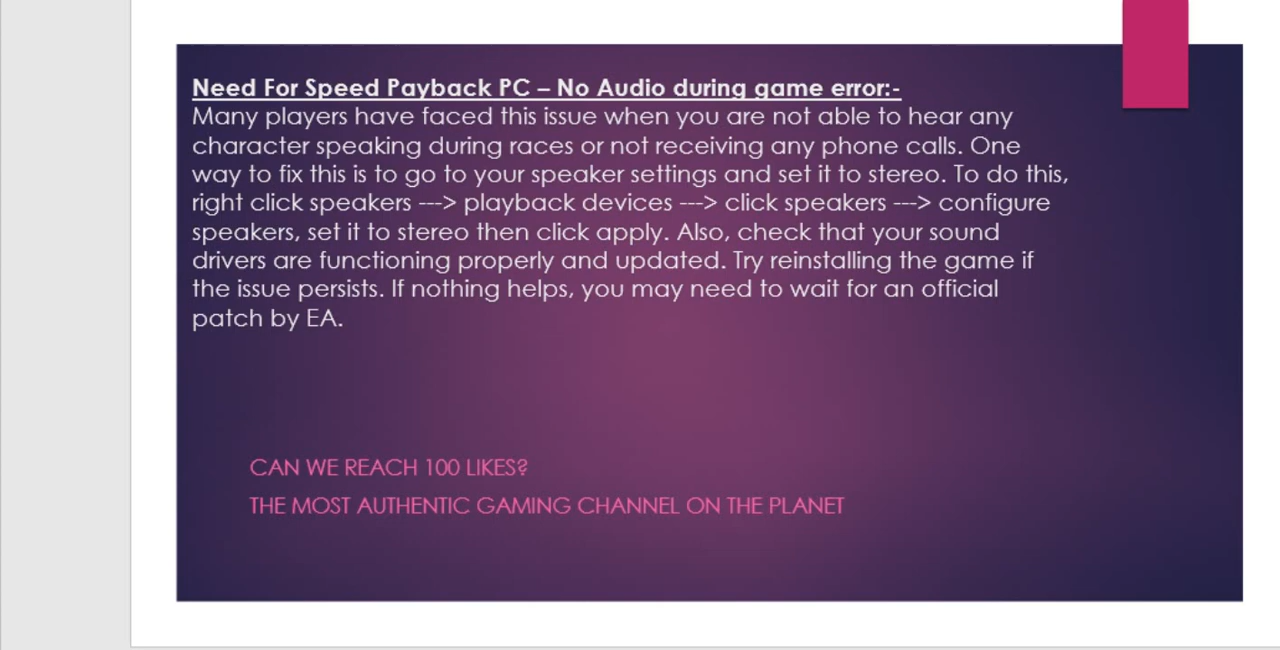 Need For Speed Payback PC – No Audio during game error:-
Many players have faced this issue when you are not able to hear any
character speaking during races or not receiving any phone calls. One
way to fix this is to go to your speaker settings and set it to stereo. To do this,
right click speakers ---> playback devices ---> click speakers ---> configure
speakers, set it to stereo then click apply. Also, check that your sound
drivers are functioning properly and updated. Try reinstalling the game if
the issue persists. If nothing helps, you may need to wait for an official
patch by EA.
CAN WE REACH 100 LIKES?
THE MOST AUTHENTIC GAMING CHANNEL ON THE PLANET